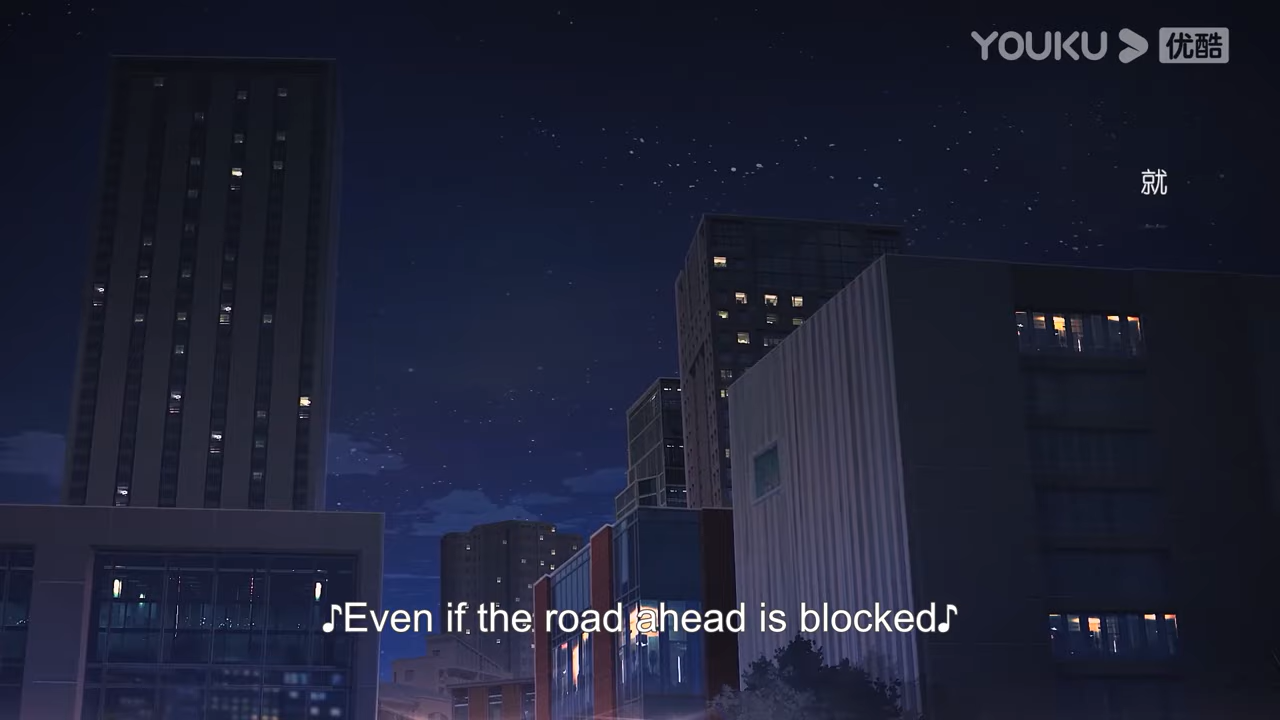 YOUKU 优酷
就
♪Even if the road ahead is blocked♪